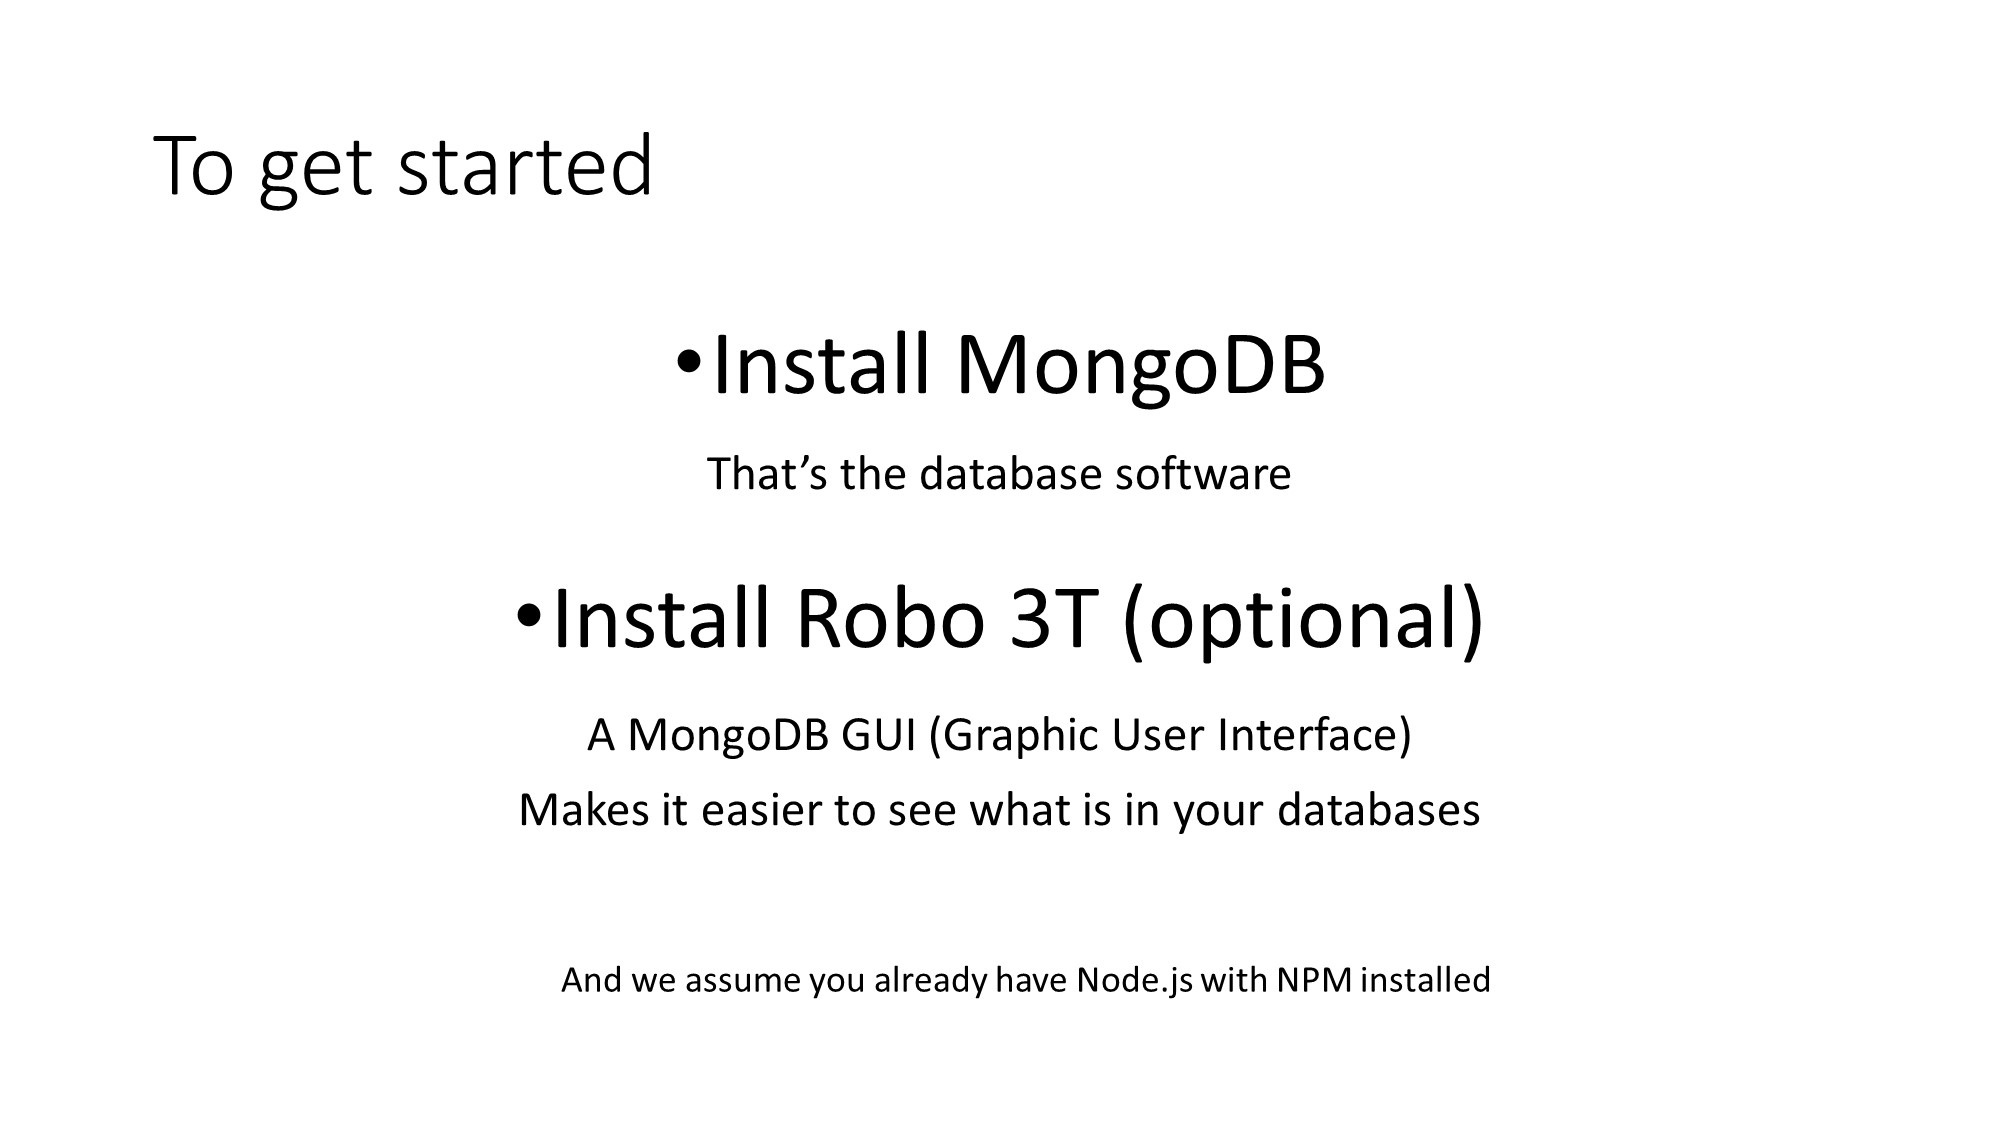 To get started
•Install MongoDB
That’s the database software
•Install Robo 3T (optional)
A MongoDB GUI (Graphic User Interface)
Makes it easier to see what is in your databases
And we assume you already have Node.js with NPM installed